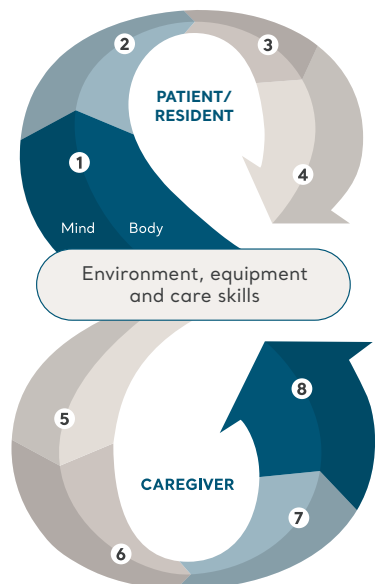 2
3
PATIENT/
RESIDENT
1
4
Mind Body
Environment, equipment
and care skills
8
5
CAREGIVER
7
6